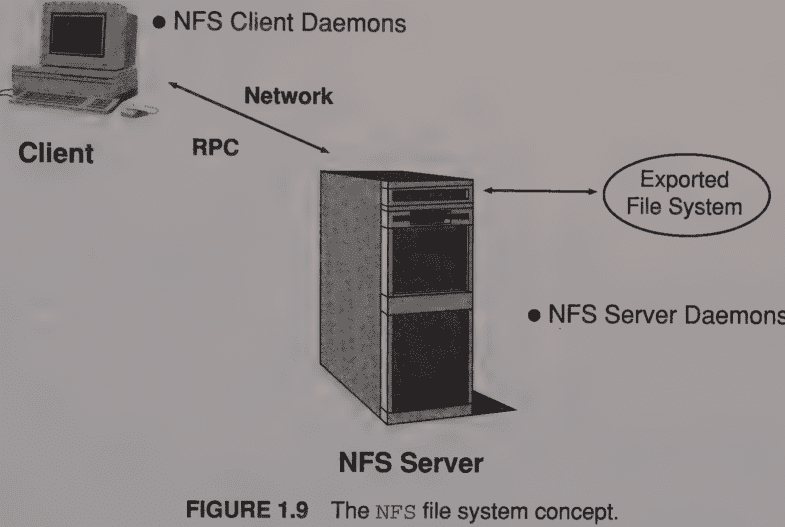 ● NFS Client Daemons
Network
Client
RPC
Exported
File System
● NFS Server Daemons
NFS Server
FIGURE 1.9 The NFS file system concept.